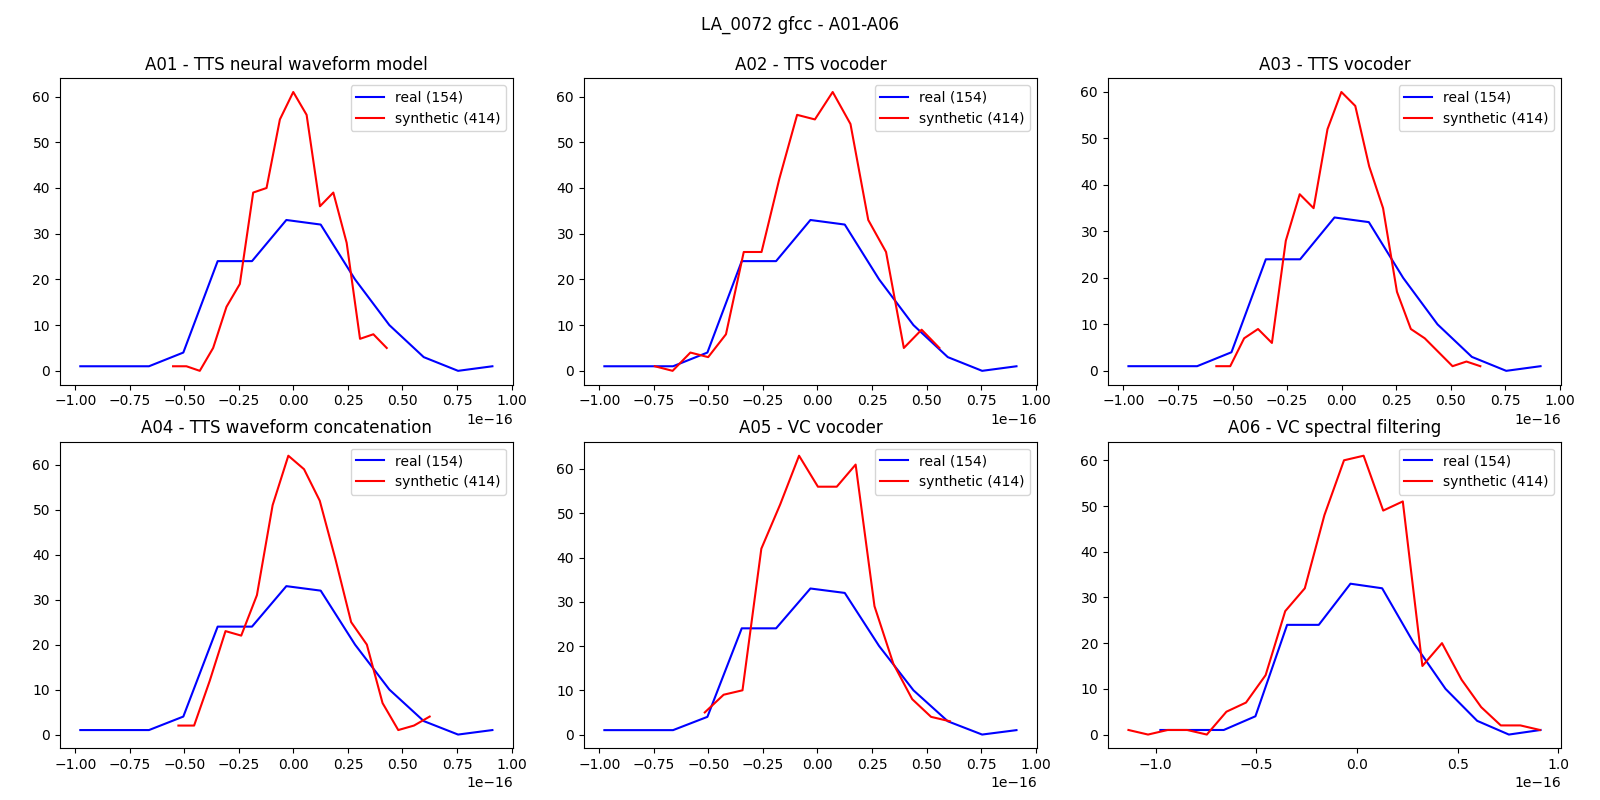 LA_0072 gfcc - A01-A06
A01 - TTS neural waveform model
real (154)
synthetic (414)
60
50
40
30
20
10
0
−1.00 −0.75 −0.50 −0.25 0.00 0.25 0.50 0.75 1.00
1e−16
A02 - TTS vocoder
real (154)
synthetic (414)
60
50
40
30
20
10
0
−1.00 −0.75 −0.50 −0.25 0.00 0.25 0.50 0.75 1.00
1e−16
A03 - TTS vocoder
real (154)
synthetic (414)
60
50
40
30
20
10
0
−1.00 −0.75 −0.50 −0.25 0.00 0.25 0.50 0.75 1.00
1e−16
A04 - TTS waveform concatenation
real (154)
synthetic (414)
60
50
40
30
20
10
0
−1.00 −0.75 −0.50 −0.25 0.00 0.25 0.50 0.75 1.00
1e−16
A05 - VC vocoder
real (154)
synthetic (414)
60
50
40
30
20
10
0
−1.00 −0.75 −0.50 −0.25 0.00 0.25 0.50 0.75 1.00
1e−16
A06 - VC spectral filtering
real (154)
synthetic (414)
60
50
40
30
20
10
0
−1.0 −0.5 0.0 0.5 1.0
1e−16